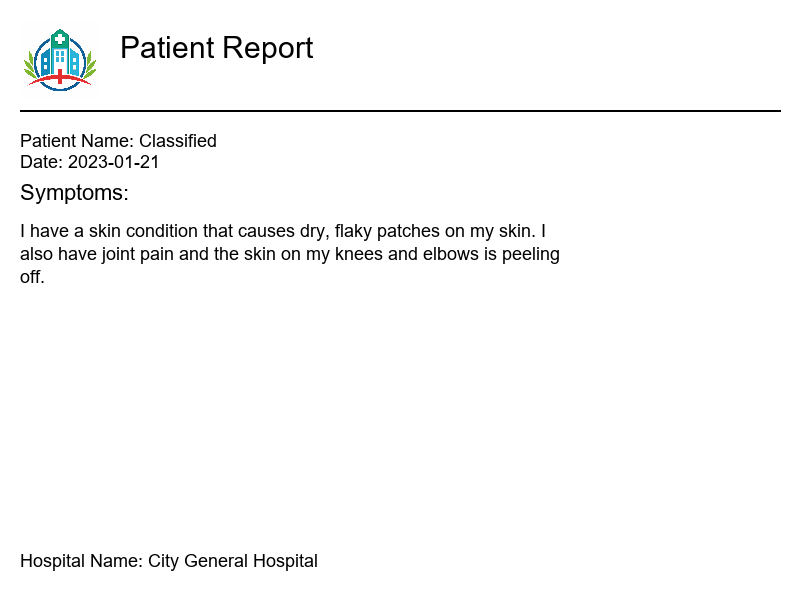 Patient Report
Patient Name: Classified
Date: 2023-01-21
Symptoms:
I have a skin condition that causes dry, flaky patches on my skin. I
also have joint pain and the skin on my knees and elbows is peeling
off.
Hospital Name: City General Hospital